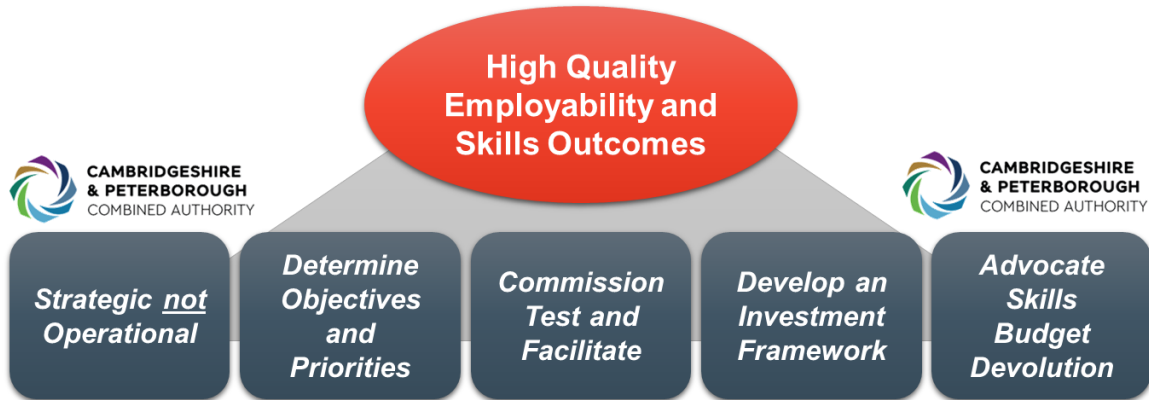 High Quality
Employability and
Skills Outcomes
CAMBRIDGESHIRE
& PETERBOROUGH
COMBINED AUTHORITY
CAMBRIDGESHIRE
& PETERBOROUGH
COMBINED AUTHORITY
Strategic not
Operational
Determine
Objectives
and
Priorities
Commission
Test and
Facilitate
Develop an
Investment
Framework
Advocate
Skills
Budget
Devolution